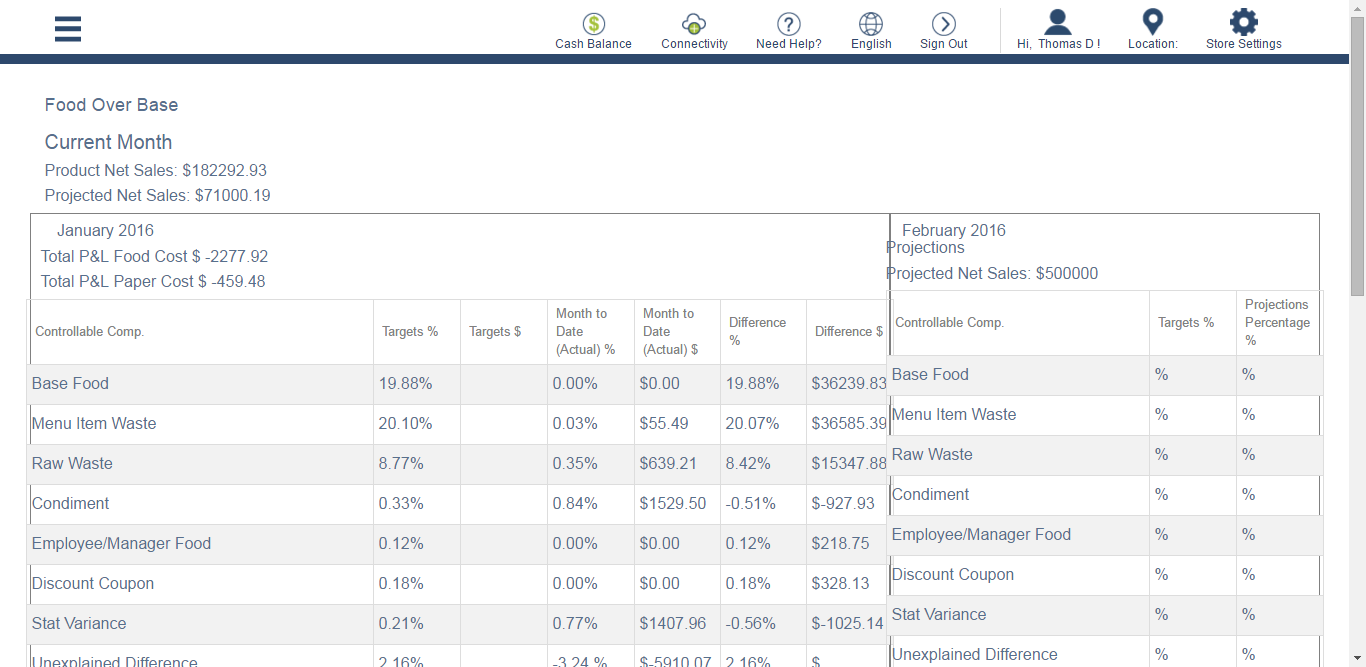 Cash Balance
Connectivity
Need Help?
English
Sign Out
Hi, Thomas D !
Location:
Store Settings
Food Over Base
Current Month
Product Net Sales: $182292.93
Projected Net Sales: $71000.19
January 2016
Total P&L Food Cost $ -2277.92
Total P&L Paper Cost $ -459.48
Controllable Comp. Targets % Targets $ Month to Date (Actual) % Month to Date (Actual) $ Difference % Difference $
Base Food 19.88% 0.00% $0.00 19.88% $36239.83
Menu Item Waste 20.10% 0.03% $55.49 20.07% $36585.39
Raw Waste 8.77% 0.35% $639.21 8.42% $15347.88
Condiment 0.33% 0.84% $1529.50 -0.51% $-927.93
Employee/Manager Food 0.12% 0.00% $0.00 0.12% $218.75
Discount Coupon 0.18% 0.00% $0.00 0.18% $328.13
Stat Variance 0.21% 0.77% $1407.96 -0.56% $-1025.14
Unexplained Difference 2.16% -3.24 % $-5910.07 2.16% $
February 2016
Projections
Projected Net Sales: $500000
Controllable Comp. Targets % Projections Percentage %
Base Food % %
Menu Item Waste % %
Raw Waste % %
Condiment % %
Employee/Manager Food % %
Discount Coupon % %
Stat Variance % %
Unexplained Difference % %